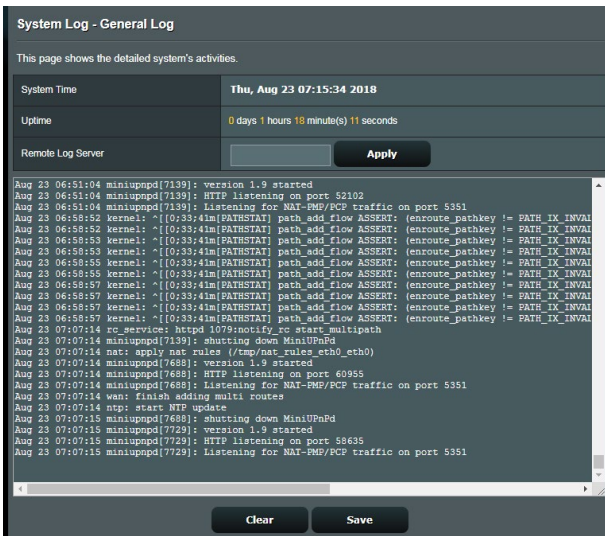 System Log - General Log
This page shows the detailed system's activities.
System Time Thu, Aug 23 07:15:34 2018
Uptime 0 days 1 hours 18 minute(s) 11 seconds
Remote Log Server Apply
Aug 23 06:51:04 miniupnpd[7139]: version 1.9 started
Aug 23 06:51:04 miniupnpd[7139]: HTTP listening on port 52102
Aug 23 06:51:04 miniupnpd[7139]: Listening for NAT-PMP/PCP traffic on port 5351
Aug 23 06:58:52 kernel: ^[[0;33;41m[PATHSTAT] path_add_flow ASSERT: (enroute_pathkey != PATH_IX_INVAL
Aug 23 06:58:52 kernel: ^[[0;33;41m[PATHSTAT] path_add_flow ASSERT: (enroute_pathkey != PATH_IX_INVAL
Aug 23 06:58:53 kernel: ^[[0;33;41m[PATHSTAT] path_add_flow ASSERT: (enroute_pathkey != PATH_IX_INVAL
Aug 23 06:58:53 kernel: ^[[0;33;41m[PATHSTAT] path_add_flow ASSERT: (enroute_pathkey != PATH_IX_INVAL
Aug 23 06:58:55 kernel: ^[[0;33;41m[PATHSTAT] path_add_flow ASSERT: (enroute_pathkey != PATH_IX_INVAL
Aug 23 06:58:55 kernel: ^[[0;33;41m[PATHSTAT] path_add_flow ASSERT: (enroute_pathkey != PATH_IX_INVAL
Aug 23 06:58:57 kernel: ^[[0;33;41m[PATHSTAT] path_add_flow ASSERT: (enroute_pathkey != PATH_IX_INVAL
Aug 23 06:58:57 kernel: ^[[0;33;41m[PATHSTAT] path_add_flow ASSERT: (enroute_pathkey != PATH_IX_INVAL
Aug 23 06:58:57 kernel: ^[[0;33;41m[PATHSTAT] path_add_flow ASSERT: (enroute_pathkey != PATH_IX_INVAL
Aug 23 06:58:57 kernel: ^[[0;33;41m[PATHSTAT] path_add_flow ASSERT: (enroute_pathkey != PATH_IX_INVAL
Aug 23 07:07:14 rc_service: httpd 1079:notify_rc start_multipath
Aug 23 07:07:14 miniupnpd[7139]: shutting down MiniUPnPd
Aug 23 07:07:14 nat: apply nat rules (/tmp/nat_rules_eth0_eth0)
Aug 23 07:07:14 miniupnpd[7688]: version 1.9 started
Aug 23 07:07:14 miniupnpd[7688]: HTTP listening on port 60955
Aug 23 07:07:14 miniupnpd[7688]: Listening for NAT-PMP/PCP traffic on port 5351
Aug 23 07:07:14 wan: finish adding multi routes
Aug 23 07:07:14 ntp: start NTP update
Aug 23 07:07:15 miniupnpd[7688]: shutting down MiniUPnPd
Aug 23 07:07:15 miniupnpd[7729]: version 1.9 started
Aug 23 07:07:15 miniupnpd[7729]: HTTP listening on port 58635
Aug 23 07:07:15 miniupnpd[7729]: Listening for NAT-PMP/PCP traffic on port 5351
Clear Save